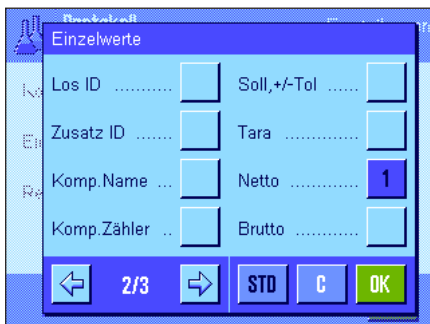 Protokoll
Einzelwerte
Los ID ...........
Zusatz ID .......
Komp.Name ...
Komp.Zähler ..
Soll,+/-Tol ......
Tara .............
Netto ............ 1
Brutto ...........
2/3
STD
C
OK